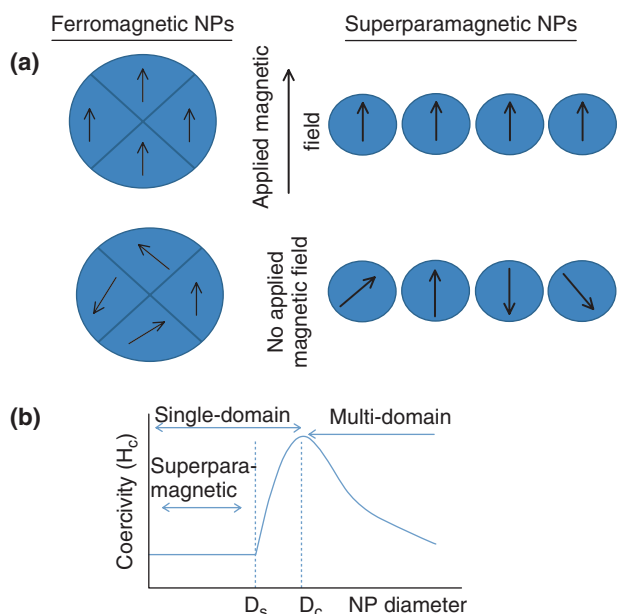 Ferromagnetic NPs
Superparamagnetic NPs
(a)
Applied magnetic
field
No applied
magnetic field
(b)
Single-domain
Multi-domain
Superpara-
magnetic
Coercivity (Hc)
Ds
Dc
NP diameter